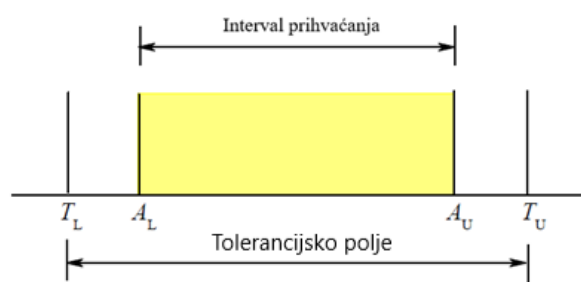 Interval prihvaćanja
T_L A_L A_U T_U
Tolerancijsko polje